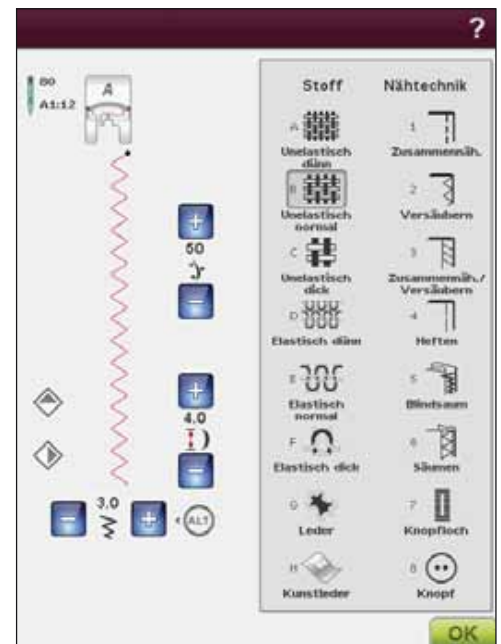 ?
80
A1:12
A
60
4.0
3.0
ALT
Stoff Nähtechnik
A
Unelastisch
dünn
1
Zusammennäh.
B
Unelastisch
normal
2
Versäubern
C
Unelastisch
dick
3
Zusammennäh./
Versäubern
D
Elastisch dünn
4
Heften
E
Elastisch
normal
5
Blindsaum
F
Elastisch dick
6
Säumen
G
Leder
7
Knopfloch
H
Kunstleder
8
Knopf
OK